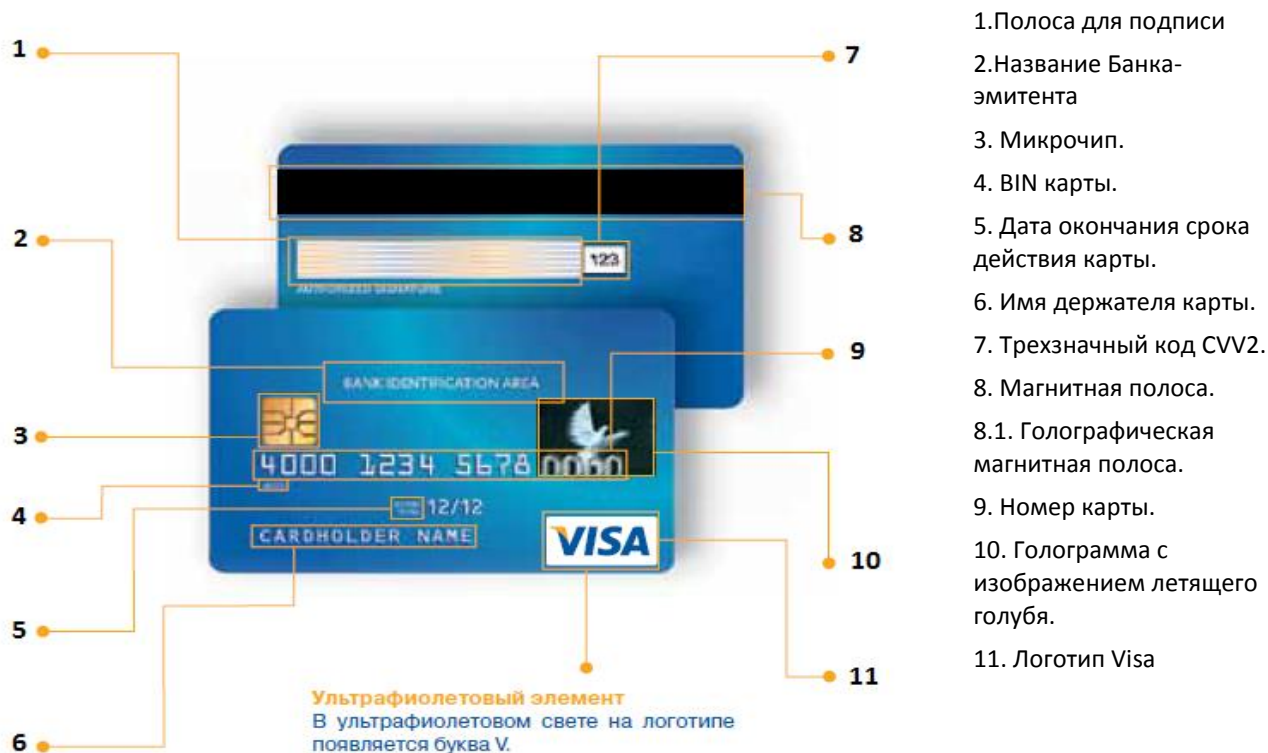 1
2
3
4
5
6
7
8
9
10
11
123
AUTHORIZED SIGNATURE
BANK IDENTIFICATION AREA
4000 1234 5678 0000
12/12
CARDHOLDER NAME
VISA
Ультрафиолетовый элемент
В ультрафиолетовом свете на логотипе
появляется буква V.
1.Полоса для подписи
2.Название Банка-
эмитента
3. Микрочип.
4. BIN карты.
5. Дата окончания срока
действия карты.
6. Имя держателя карты.
7. Трехзначный код CVV2.
8. Магнитная полоса.
8.1. Голографическая
магнитная полоса.
9. Номер карты.
10. Голограмма с
изображением летящего
голубя.
11. Логотип Visa